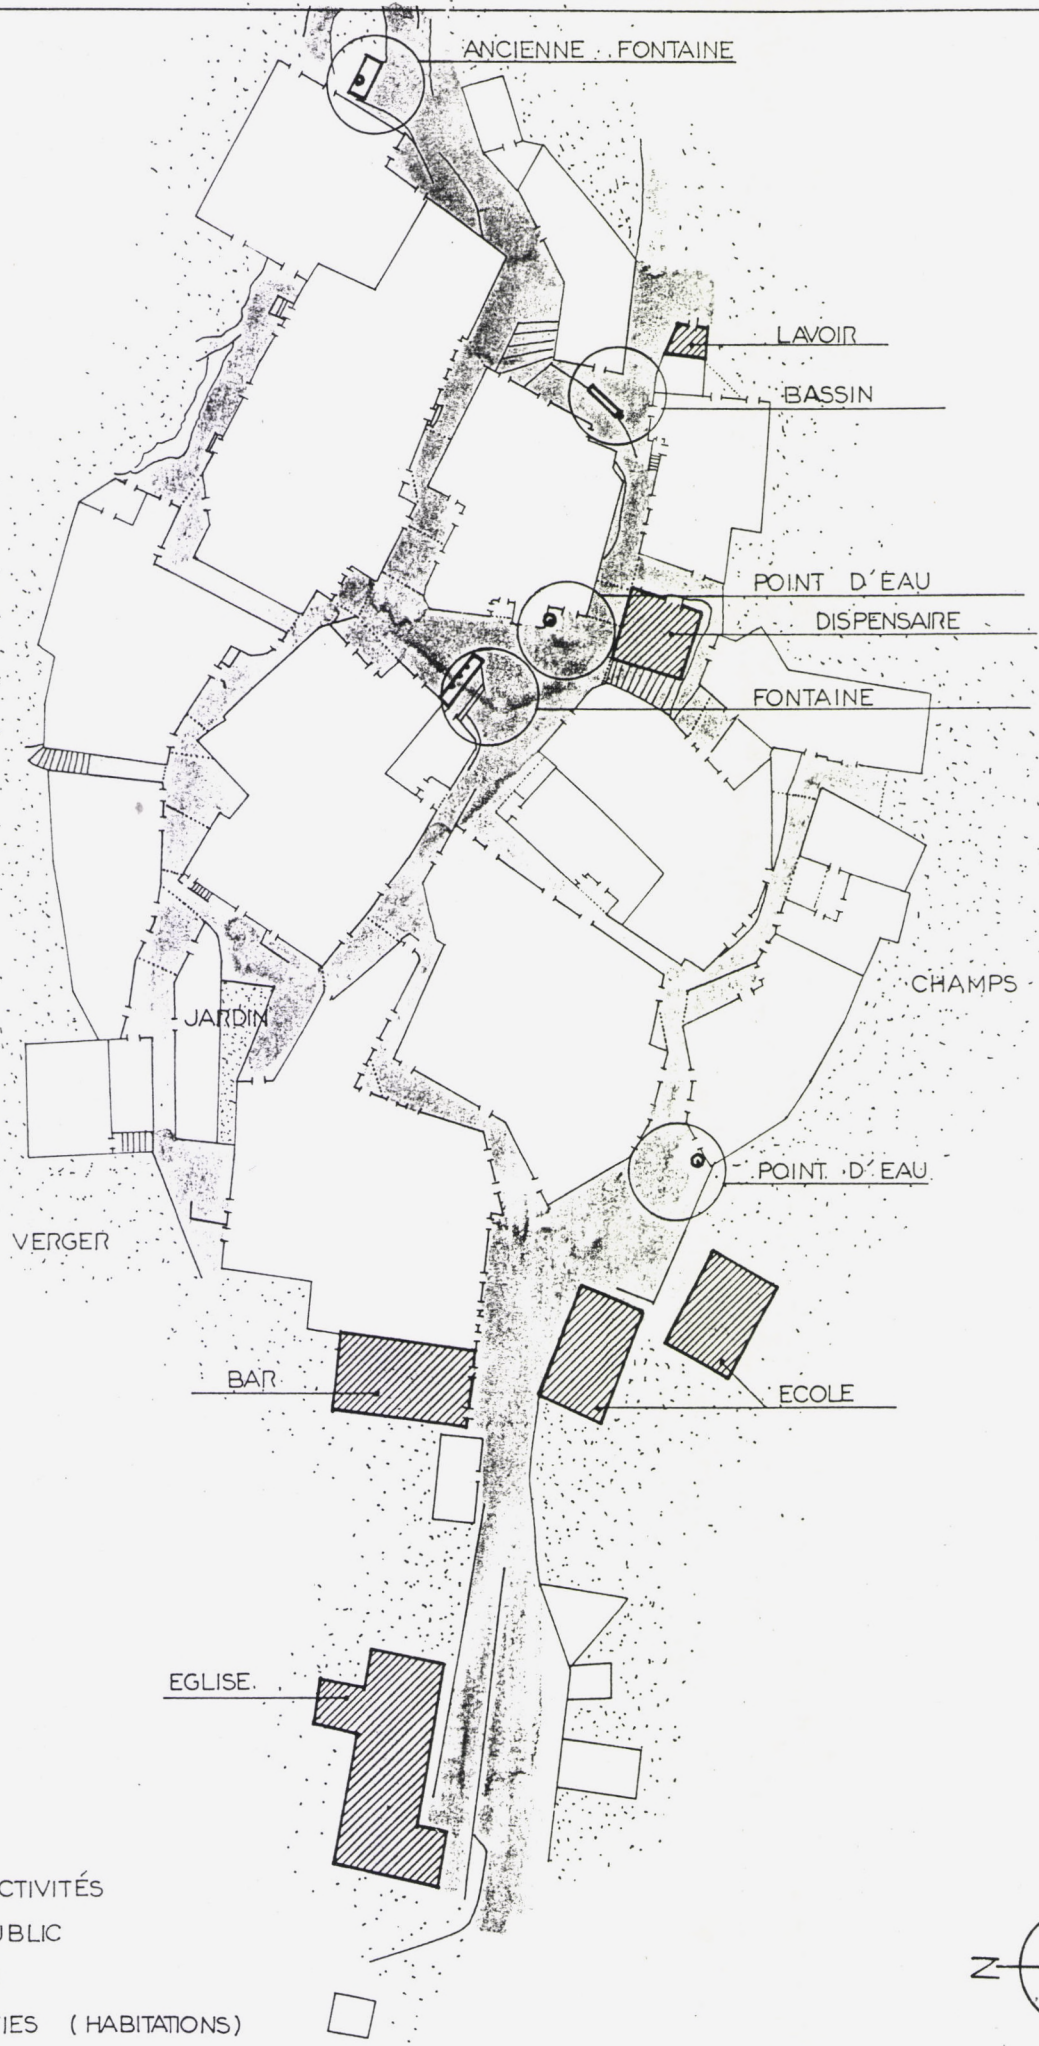 ANCIENNE FONTAINE
LAVOIR
BASSIN
POINT D'EAU
DISPENSAIRE
FONTAINE
CHAMPS
JARDIN
POINT D'EAU
VERGER
BAR
ECOLE
EGLISE
CTIVITÉS
UBLIC
N
IES (HABITATIONS)